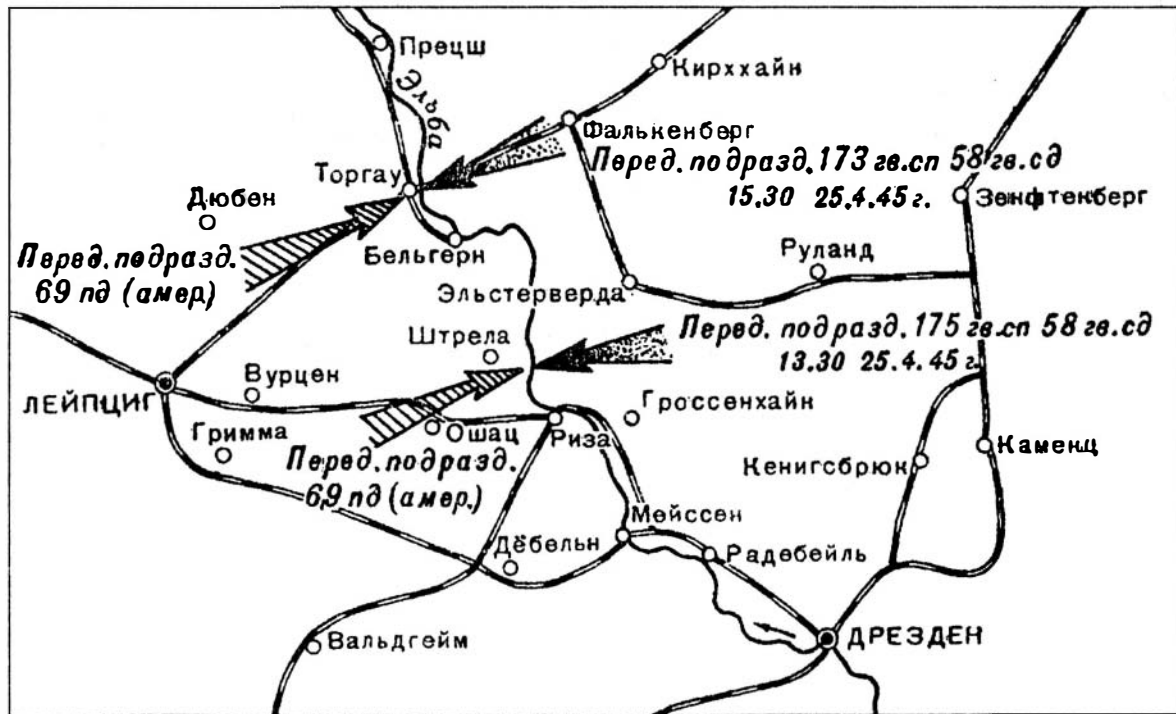 Прецш
Эльба
Кирххайн
Фалькенберг
Перед. подразд. 173 гв.сп 58 гв.сд
15.30 25.4.45 г.
Торгау
Дюбен
Зенфтенберг
Перед. подразд.
69 пд (амер)
Бельгерн
Руланд
Эльстерверда
Штрела
Перед. подразд. 175 гв.сп 58 гв.сд
13.30 25.4.45 г.
ЛЕЙПЦИГ
Вурцен
Гроссенхайн
Гримма
Ошац
Риза
Каменц
Кенигсбрюк
Перед. подразд.
69 пд (амер.)
Мейссен
Дёбельн
Радебейль
Вальдгейм
ДРЕЗДЕН